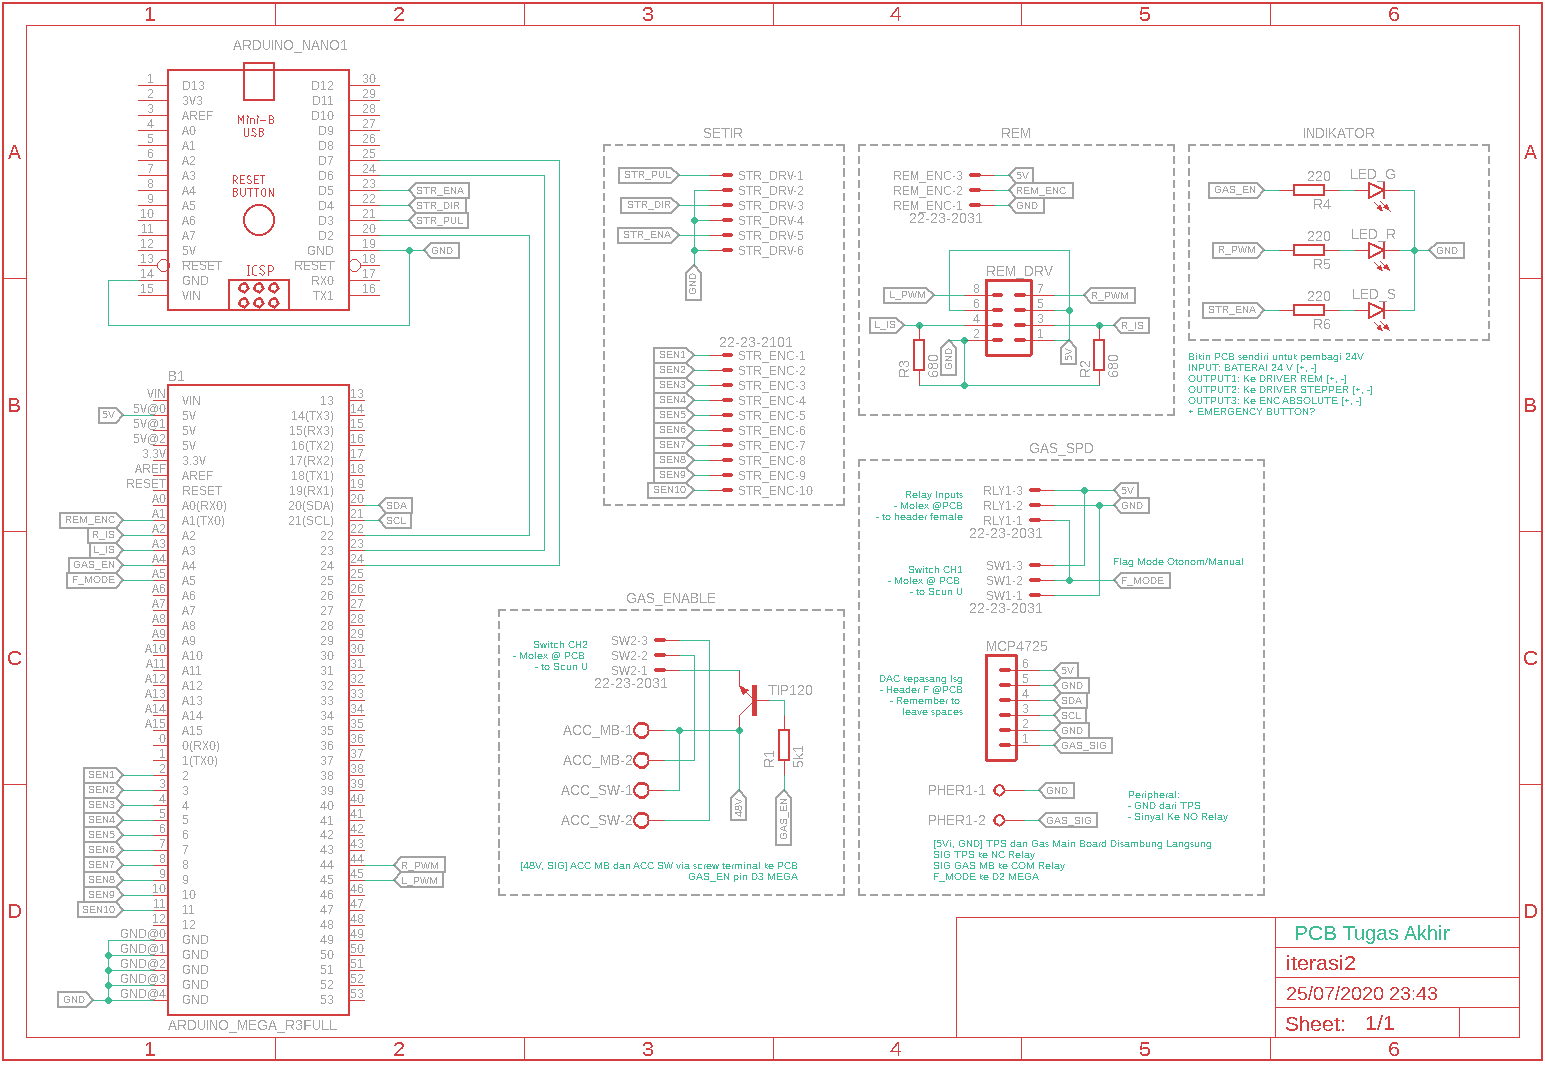 1 2 3 4 5 6
A
B
C
D
ARDUINO_NANO1
Mini-B
USB
RESET
BUTTON
ICSP
1 D13
2 3V3
3 AREF
4 A0
5 A1
6 A2
7 A3
8 A4
9 A5
10 A6
11 A7
12 5V
13 RESET
14 GND
15 VIN
D12 30
D11 29
D10 28
D9 27
D8 26
D7 25
D6 24
D5 23 STR_ENA
D4 22 STR_DIR
D3 21 STR_PUL
D2 20
GND 19 GND
RESET 18
RX0 17
TX1 16
B1
VIN VIN
5V 5V@0 5V
5V@1 5V
5V@2 5V
3.3V 3.3V
AREF AREF
RESET RESET
A0 A0(RX0)
REM_ENC A1 A1(TX0)
R_IS A2 A2
L_IS A3 A3
GAS_EN A4 A4
F_MODE A5 A5
A6 A6
A7 A7
A8 A8
A9 A9
A10 A10
A11 A11
A12 A12
A13 A13
A14 A14
A15 A15
0 0(RX0)
1 1(TX0)
SEN1 2 2
SEN2 3 3
SEN3 4 4
SEN4 5 5
SEN5 6 6
SEN6 7 7
SEN7 8 8
SEN8 9 9
SEN9 10 10
SEN10 11 11
12 12
GND@0 GND
GND@1 GND
GND@2 GND
GND@3 GND
GND GND@4 GND
13 13
14(TX3) 14
15(RX3) 15
16(TX2) 16
17(RX2) 17
18(TX1) 18
19(RX1) 19
20(SDA) 20 SDA
21(SCL) 21 SCL
22 22
23 23
24 24
25 25
26 26
27 27
28 28
29 29
30 30
31 31
32 32
33 33
34 34
35 35
36 36
37 37
38 38
39 39
40 40
41 41
42 42
43 43
44 44 R_PWM
45 45 L_PWM
46 46
47 47
48 48
49 49
50 50
51 51
52 52
53 53
ARDUINO_MEGA_R3FULL
SETIR
STR_PUL STR_DRV-1
STR_DRV-2
STR_DIR STR_DRV-3
STR_DRV-4
STR_ENA STR_DRV-5
STR_DRV-6
GND
22-23-2101
SEN1 STR_ENC-1
SEN2 STR_ENC-2
SEN3 STR_ENC-3
SEN4 STR_ENC-4
SEN5 STR_ENC-5
SEN6 STR_ENC-6
SEN7 STR_ENC-7
SEN8 STR_ENC-8
SEN9 STR_ENC-9
SEN10 STR_ENC-10
REM
REM_ENC-3 5V
REM_ENC-2 REM_ENC
REM_ENC-1 GND
22-23-2031
REM_DRV
L_PWM 8 7 R_PWM
6 5
L_IS 4 3 R_IS
2 1
R3 680 GND 5V R2 680
INDIKATOR
GAS_EN 220 R4 LED_G
R_PWM 220 R5 LED_R GND
STR_ENA 220 R6 LED_S
Bikin PCB sendiri untuk pembagi 24V
INPUT: BATERAI 24 V [+, -]
OUTPUT1: Ke DRIVER REM [+, -]
OUTPUT2: Ke DRIVER STEPPER [+, -]
OUTPUT3: Ke ENC ABSOLUTE [+, -]
+ EMERGENCY BUTTON?
GAS_ENABLE
Switch CH2
- Molex @ PCB
- to Scun U
SW2-3
SW2-2
SW2-1
22-23-2031
TIP120
ACC_MB-1
ACC_MB-2
ACC_SW-1
ACC_SW-2
48V
R1 5k1
GAS_EN
[48V, SIG] ACC MB dan ACC SW via screw terminal ke PCB
GAS_EN pin D3 MEGA
GAS_SPD
Relay Inputs
- Molex @PCB
- to header female
RLY1-3 5V
RLY1-2 GND
RLY1-1
22-23-2031
Switch CH1
- Molex @ PCB
- to Scun U
Flag Mode Otonom/Manual
SW1-3
SW1-2 F_MODE
SW1-1
22-23-2031
MCP4725
DAC kepasang lsg
- Header F @PCB
- Remember to
leave spaces
6 5V
5 GND
4 SDA
3 SCL
2 GND
1 GAS_SIG
PHER1-1 GND
PHER1-2 GAS_SIG
Peripheral:
- GND dari TPS
- Sinyal Ke NO Relay
[5Vi, GND] TPS dan Gas Main Board Disambung Langsung
SIG TPS ke NC Relay
SIG GAS MB ke COM Relay
F_MODE ke D2 MEGA
PCB Tugas Akhir
iterasi2
25/07/2020 23:43
Sheet: 1/1
A
B
C
D
1 2 3 4 5 6